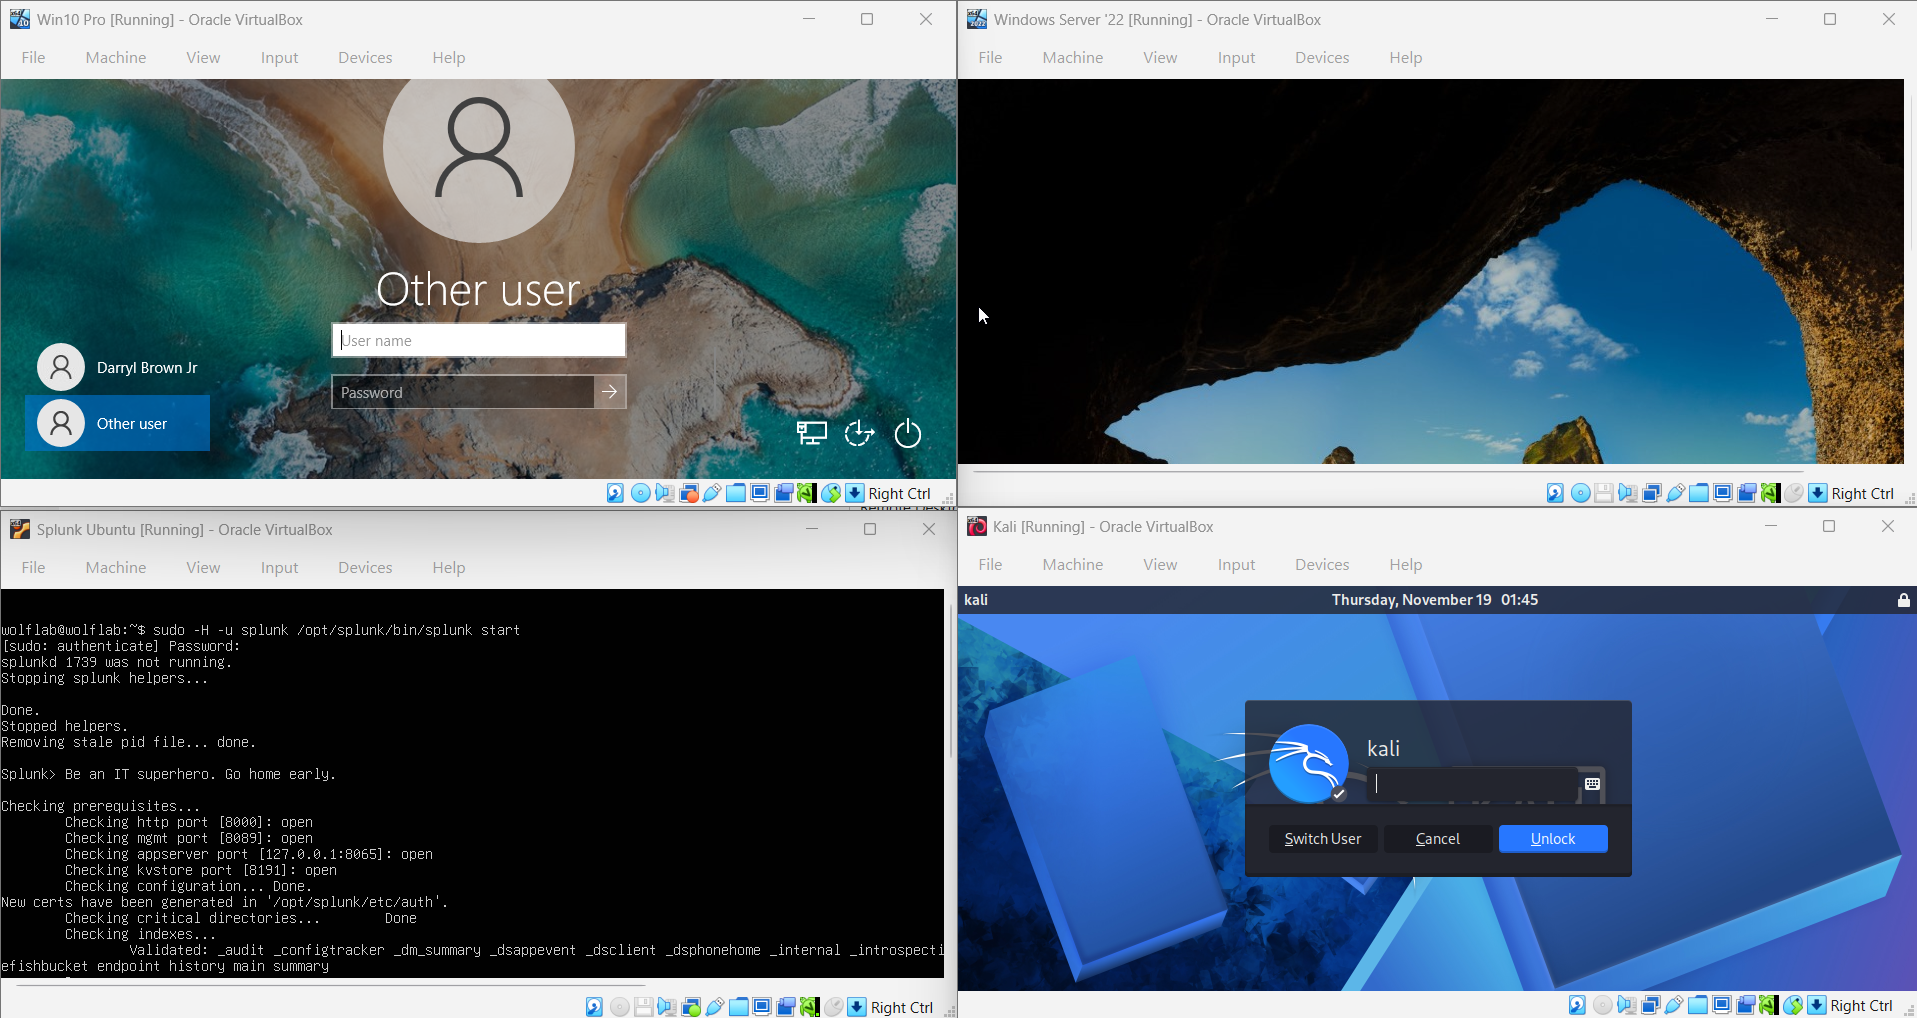 Win10 Pro [Running] - Oracle VirtualBox
File Machine View Input Devices Help
Other user
User name
Password
Darryl Brown Jr
Other user
Right Ctrl
Windows Server '22 [Running] - Oracle VirtualBox
File Machine View Input Devices Help
Right Ctrl
Splunk Ubuntu [Running] - Oracle VirtualBox
File Machine View Input Devices Help
wolflab@wolflab:~$ sudo -H -u splunk /opt/splunk/bin/splunk start
[sudo: authenticate] Password:
splunkd 1739 was not running.
Stopping splunk helpers...
Done.
Stopped helpers.
Removing stale pid file... done.
Splunk> Be an IT superhero. Go home early.
Checking prerequisites...
Checking http port [8000]: open
Checking mgmt port [8089]: open
Checking appserver port [127.0.0.1:8065]: open
Checking kvstore port [8191]: open
Checking configuration... Done.
New certs have been generated in '/opt/splunk/etc/auth'.
Checking critical directories... Done
Checking indexes...
Validated: _audit _configtracker _dm_summary _dsappevent _dsclient _dsphonehome _internal _introspecti
efishbucket endpoint history main summary
Right Ctrl
Kali [Running] - Oracle VirtualBox
File Machine View Input Devices Help
kali Thursday, November 19 01:45
kali
Switch User Cancel Unlock
Right Ctrl